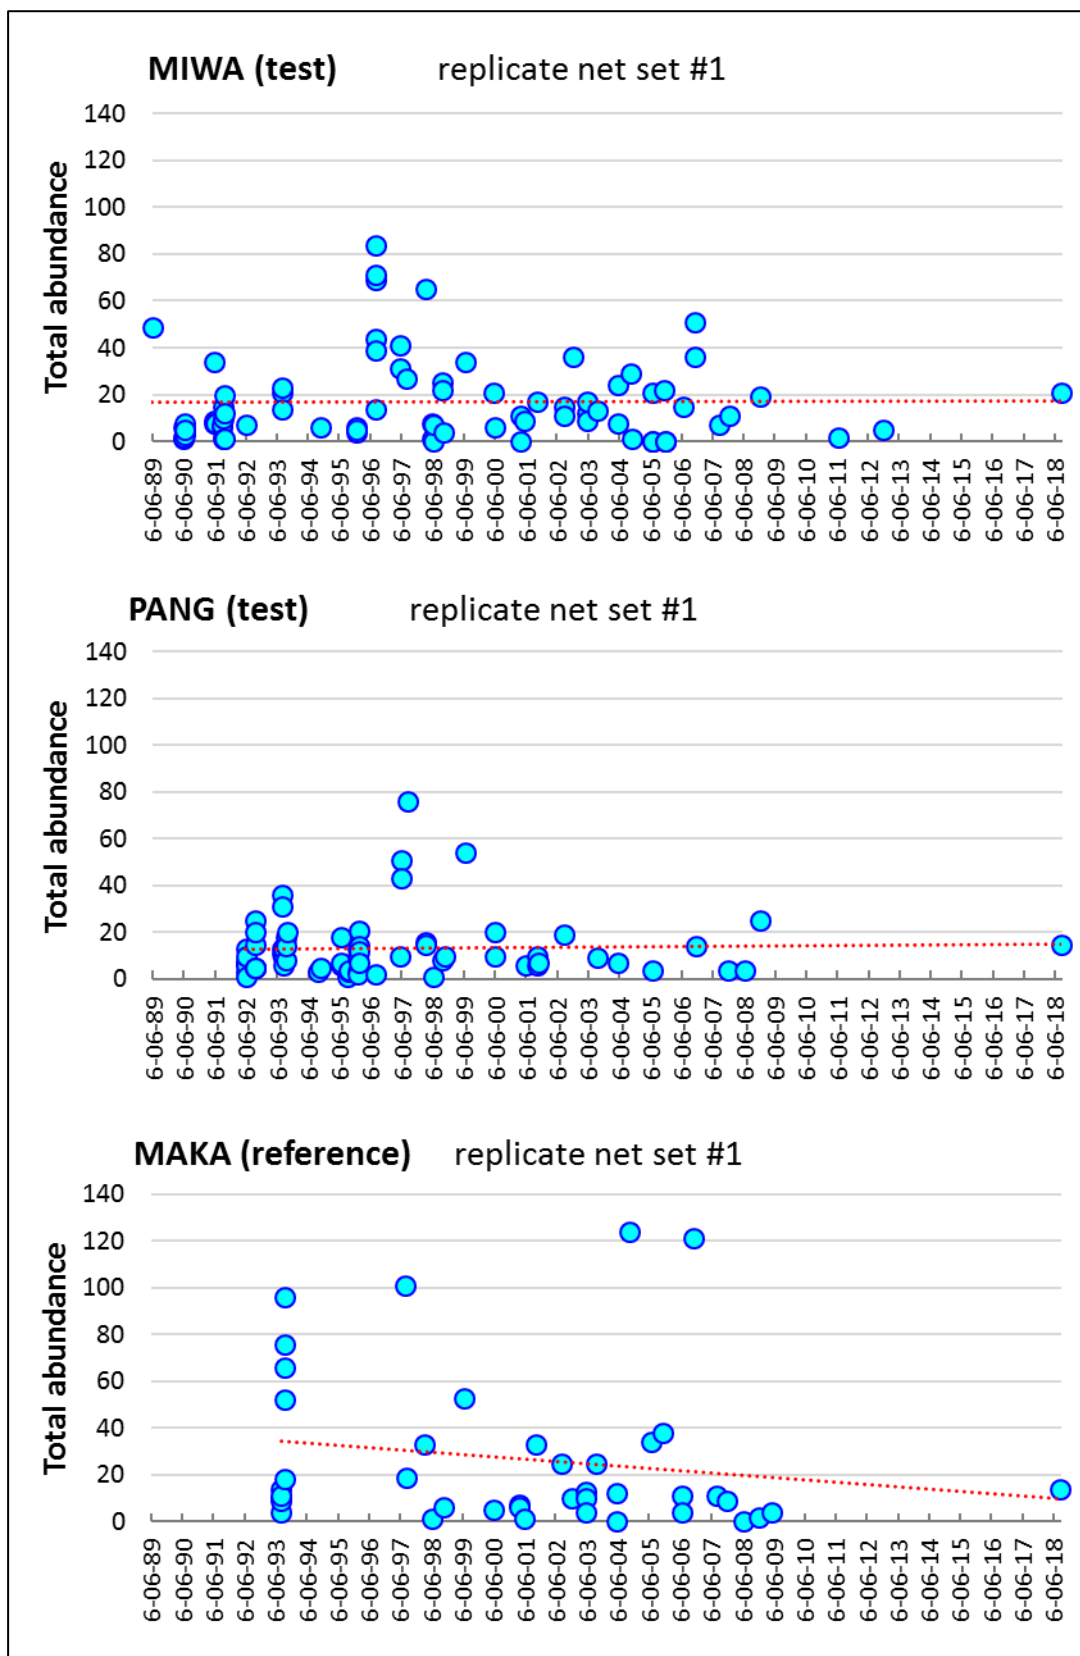 MIWA (test) replicate net set #1
140
120
100
80
60
40
20
0
Total abundance
6-06-89 6-06-90 6-06-91 6-06-92 6-06-93 6-06-94 6-06-95 6-06-96 6-06-97 6-06-98 6-06-99 6-06-00 6-06-01 6-06-02 6-06-03 6-06-04 6-06-05 6-06-06 6-06-07 6-06-08 6-06-09 6-06-10 6-06-11 6-06-12 6-06-13 6-06-14 6-06-15 6-06-16 6-06-17 6-06-18
PANG (test) replicate net set #1
140
120
100
80
60
40
20
0
Total abundance
6-06-89 6-06-90 6-06-91 6-06-92 6-06-93 6-06-94 6-06-95 6-06-96 6-06-97 6-06-98 6-06-99 6-06-00 6-06-01 6-06-02 6-06-03 6-06-04 6-06-05 6-06-06 6-06-07 6-06-08 6-06-09 6-06-10 6-06-11 6-06-12 6-06-13 6-06-14 6-06-15 6-06-16 6-06-17 6-06-18
MAKA (reference) replicate net set #1
140
120
100
80
60
40
20
0
Total abundance
6-06-89 6-06-90 6-06-91 6-06-92 6-06-93 6-06-94 6-06-95 6-06-96 6-06-97 6-06-98 6-06-99 6-06-00 6-06-01 6-06-02 6-06-03 6-06-04 6-06-05 6-06-06 6-06-07 6-06-08 6-06-09 6-06-10 6-06-11 6-06-12 6-06-13 6-06-14 6-06-15 6-06-16 6-06-17 6-06-18